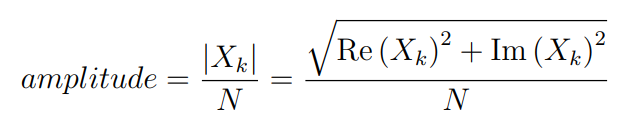 amplitude = |X_k|/N = √(Re (X_k)² + Im (X_k)²)/N